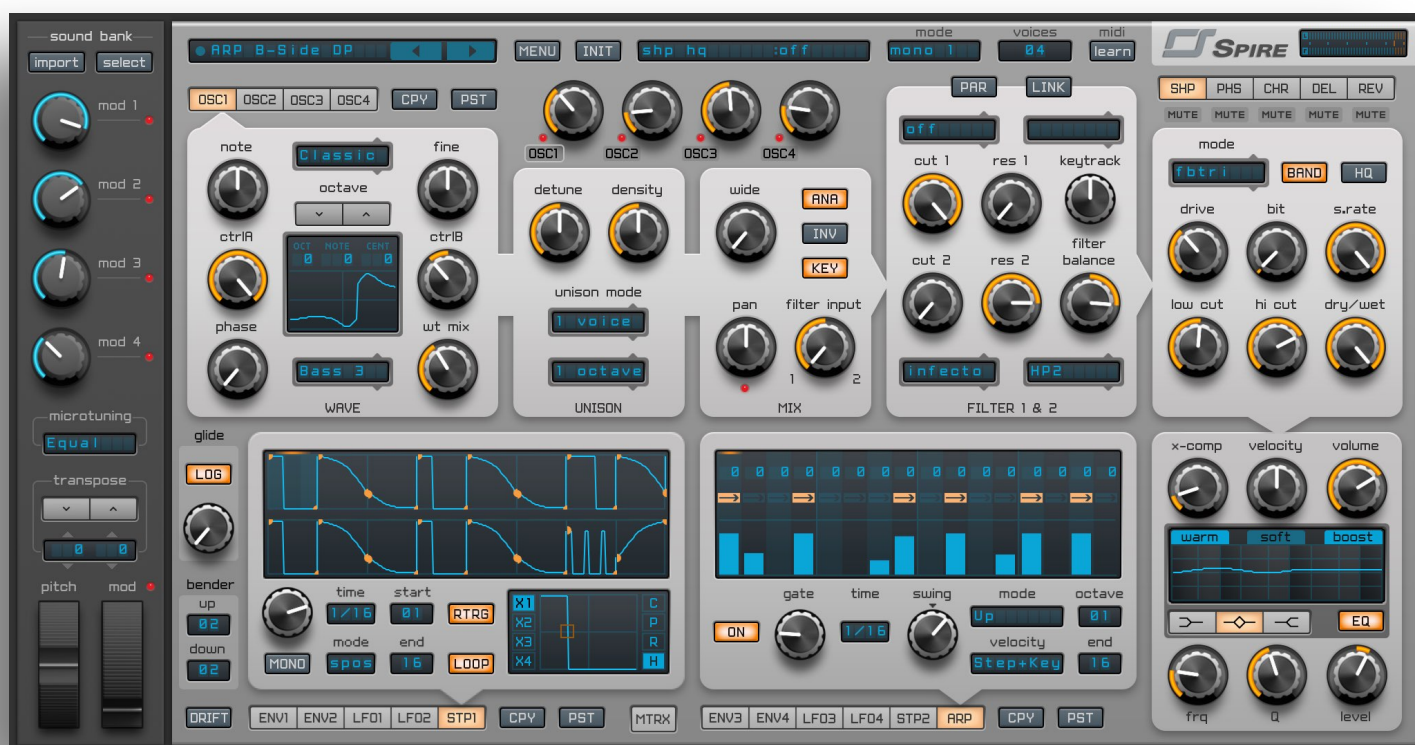 sound bank
import select
mod 1
mod 2
mod 3
mod 4
microtuning
Equal
transpose
0 0
pitch mod
ARP B-Side DP
MENU INIT
shp hq :off
mode voices midi
mono 1 04 learn
SPIRE
OSC1 OSC2 OSC3 OSC4 CPY PST
OSC1 OSC2 OSC3 OSC4
note Classic fine
octave
ctrlA ctrlB
OCT NOTE CENT
0 0 0
phase wt mix
Bass 3
WAVE
detune density
unison mode
1 voice
1 octave
UNISON
wide ANA
INV
KEY
pan filter input
1 2
MIX
PAR LINK
off
cut 1 res 1 keytrack
cut 2 res 2 filter balance
infecto HP2
FILTER 1 & 2
SHP PHS CHR DEL REV
MUTE MUTE MUTE MUTE MUTE
mode
fbtri BAND HQ
drive bit s.rate
low cut hi cut dry/wet
glide
LOG
bender
up
02
down
02
DRIFT
time start
1/16 01 RTRG
mode end
MONO spos 16 LOOP
X1 C
X2 P
X3 R
X4 H
ENV1 ENV2 LFO1 LFO2 STP1 CPY PST
MTRX
0 0 0 0 0 0 0 0 0 0 0 0 0 0 0 0
gate time swing mode octave
ON 1/16 Up 01
velocity end
Step+Key 16
ENV3 ENV4 LFO3 LFO4 STP2 ARP CPY PST
x-comp velocity volume
warm soft boost
EQ
frq Q level